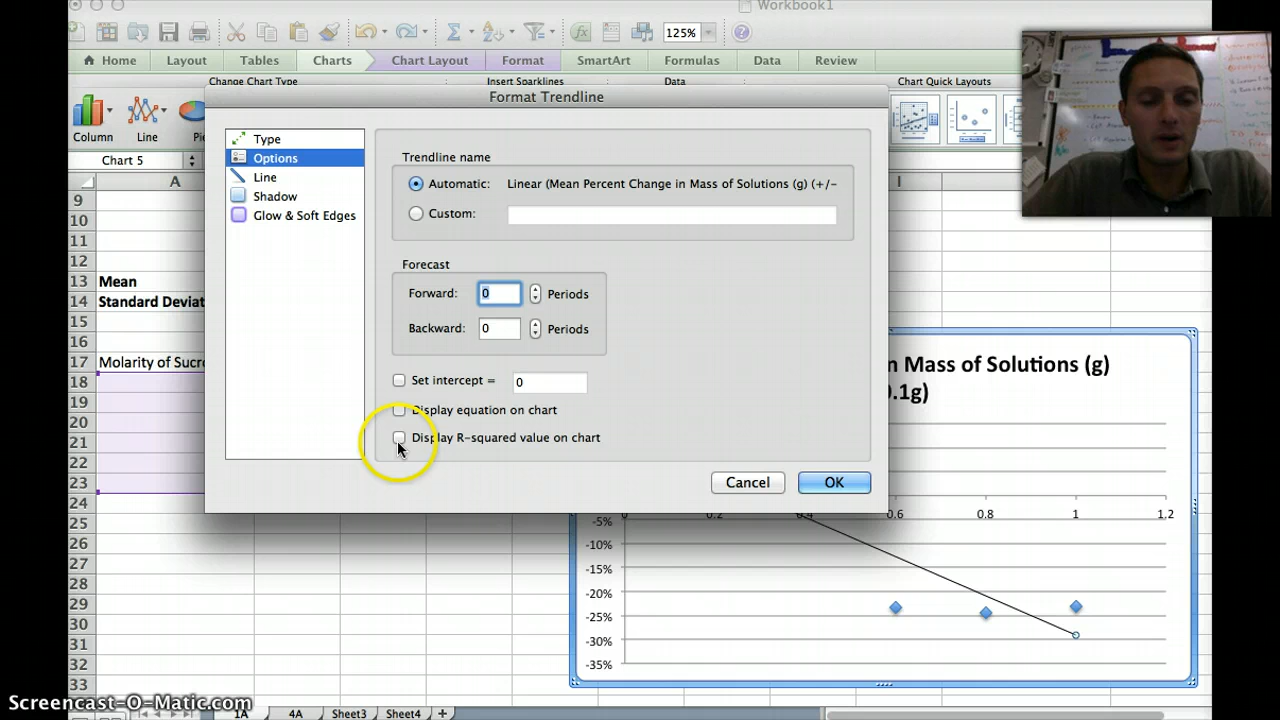 Workbook1
125%
Home Layout Tables Charts Chart Layout Format SmartArt Formulas Data Review
Change Chart Type Insert Sparklines Data Chart Quick Layouts
Column Line
Chart 5
A I
Format Trendline
Type
Options
Line
Shadow
Glow & Soft Edges
Trendline name
Automatic: Linear (Mean Percent Change in Mass of Solutions (g) (+/-
Custom:
Forecast
Forward: 0 Periods
Backward: 0 Periods
Set intercept = 0
Display equation on chart
Display R-squared value on chart
Cancel OK
9
10
11
12
13 Mean
14 Standard Deviat
15
16
17 Molarity of Sucro
18
19
20
21
22
23
24
25
26
27
28
29
30
31
32
33
n Mass of Solutions (g)
0.1g)
0 0.2 0.4 0.6 0.8 1 1.2
-5%
-10%
-15%
-20%
-25%
-30%
-35%
1A 4A Sheet3 Sheet4 +
Screencast-O-Matic.com